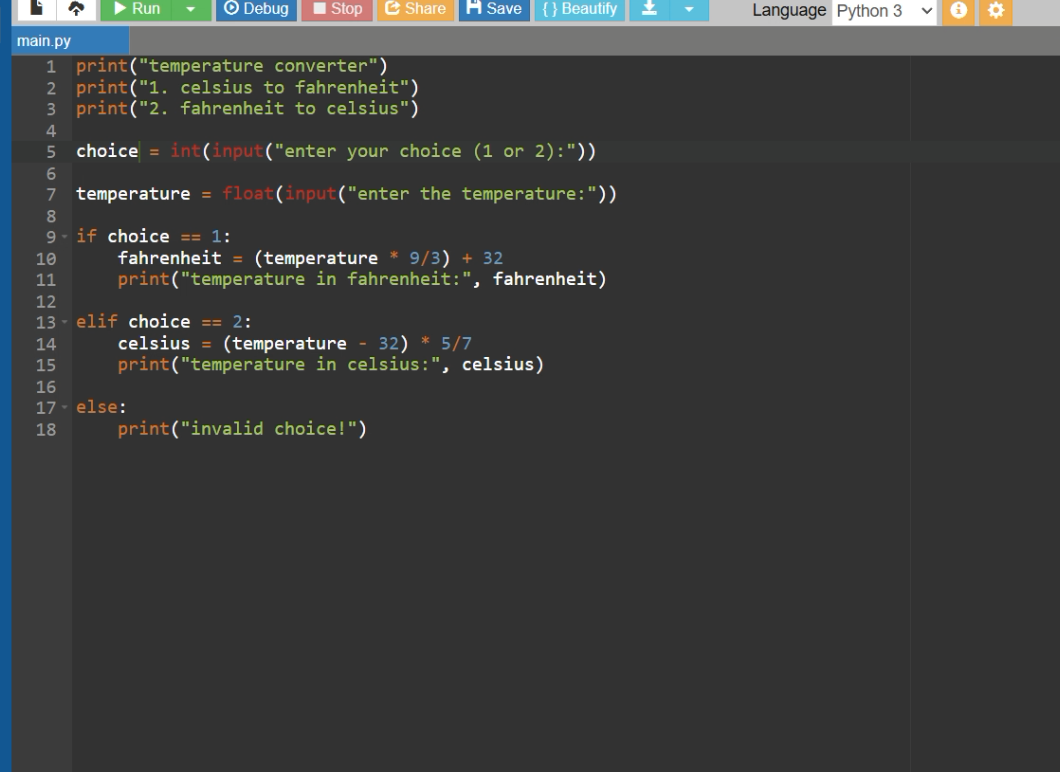 Run Debug Stop Share Save { } Beautify Language Python 3
main.py
1 print("temperature converter")
2 print("1. celsius to fahrenheit")
3 print("2. fahrenheit to celsius")
4
5 choice = int(input("enter your choice (1 or 2):"))
6
7 temperature = float(input("enter the temperature:"))
8
9 if choice == 1:
10     fahrenheit = (temperature * 9/3) + 32
11     print("temperature in fahrenheit:", fahrenheit)
12
13 elif choice == 2:
14     celsius = (temperature - 32) * 5/7
15     print("temperature in celsius:", celsius)
16
17 else:
18     print("invalid choice!")